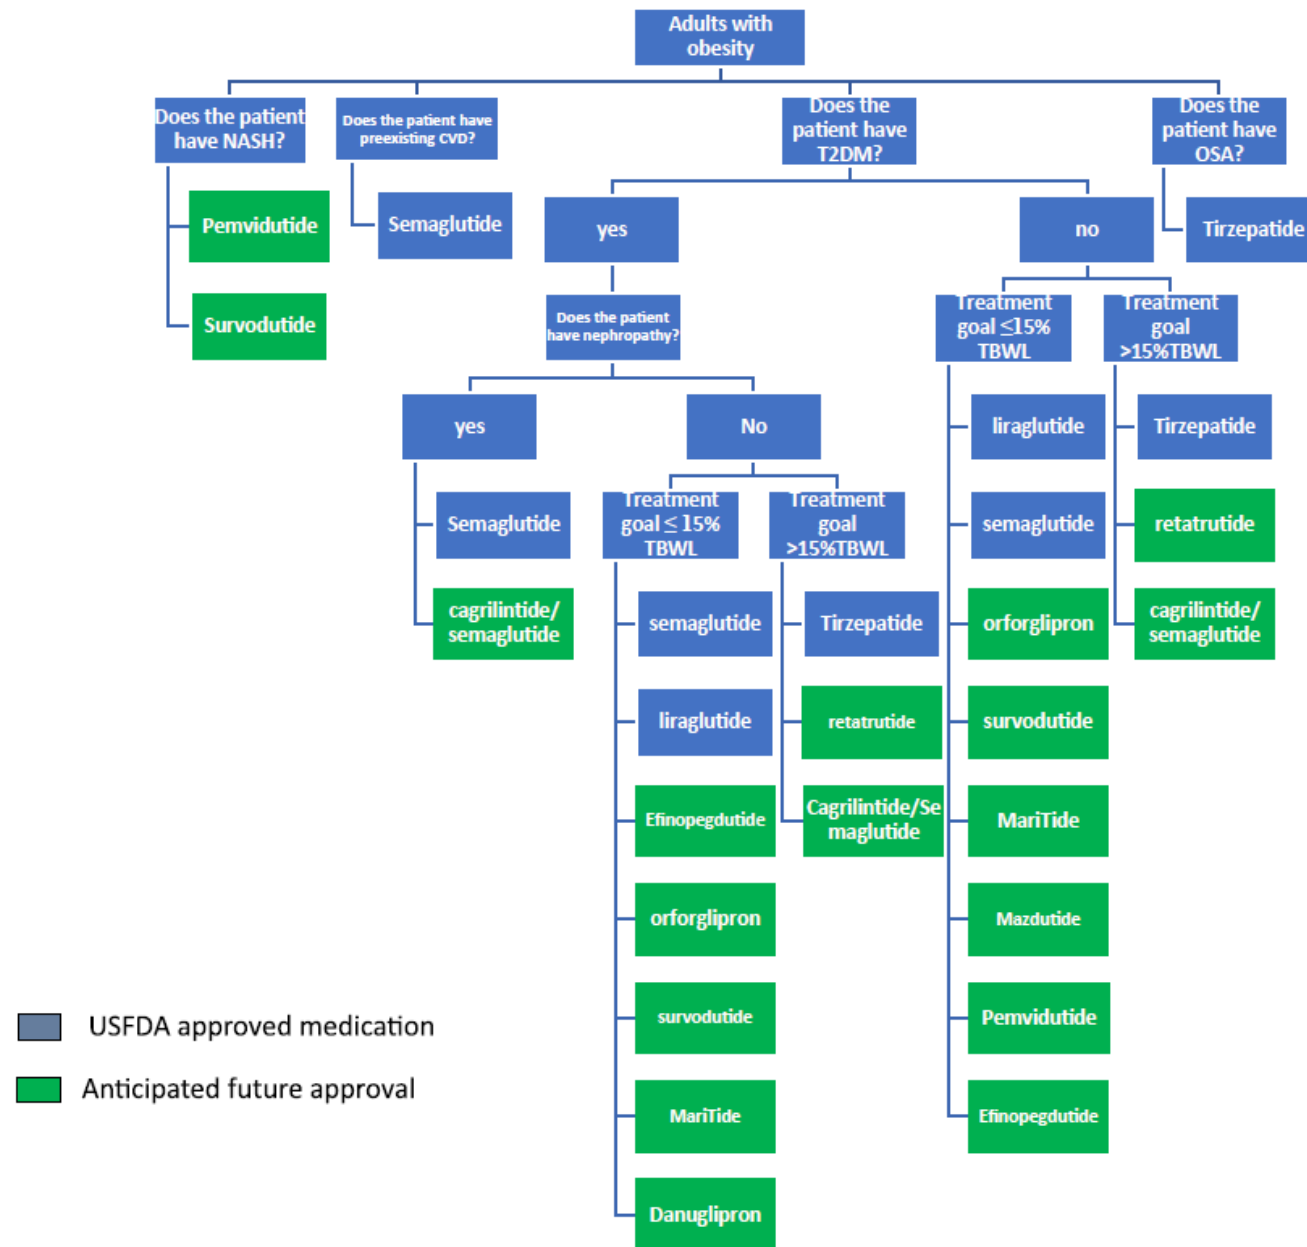 Adults with
obesity
Does the patient
have NASH?
Does the patient have
preexisting CVD?
Does the
patient have
T2DM?
Does the
patient have
OSA?
Pemvidutide
Semaglutide
yes
no
Tirzepatide
Survodutide
Does the patient
have nephropathy?
Treatment
goal ≤15%
TBWL
Treatment
goal
>15%TBWL
yes
No
liraglutide
Tirzepatide
Semaglutide
Treatment
goal ≤ 15%
TBWL
Treatment
goal
>15%TBWL
semaglutide
retatrutide
cagrilintide/
semaglutide
semaglutide
Tirzepatide
orforglipron
cagrilintide/
semaglutide
liraglutide
retatrutide
survodutide
Efinopegdutide
Cagrilintide/Se
maglutide
MariTide
orforglipron
Mazdutide
survodutide
Pemvidutide
MariTide
Efinopegdutide
Danuglipron
USFDA approved medication
Anticipated future approval